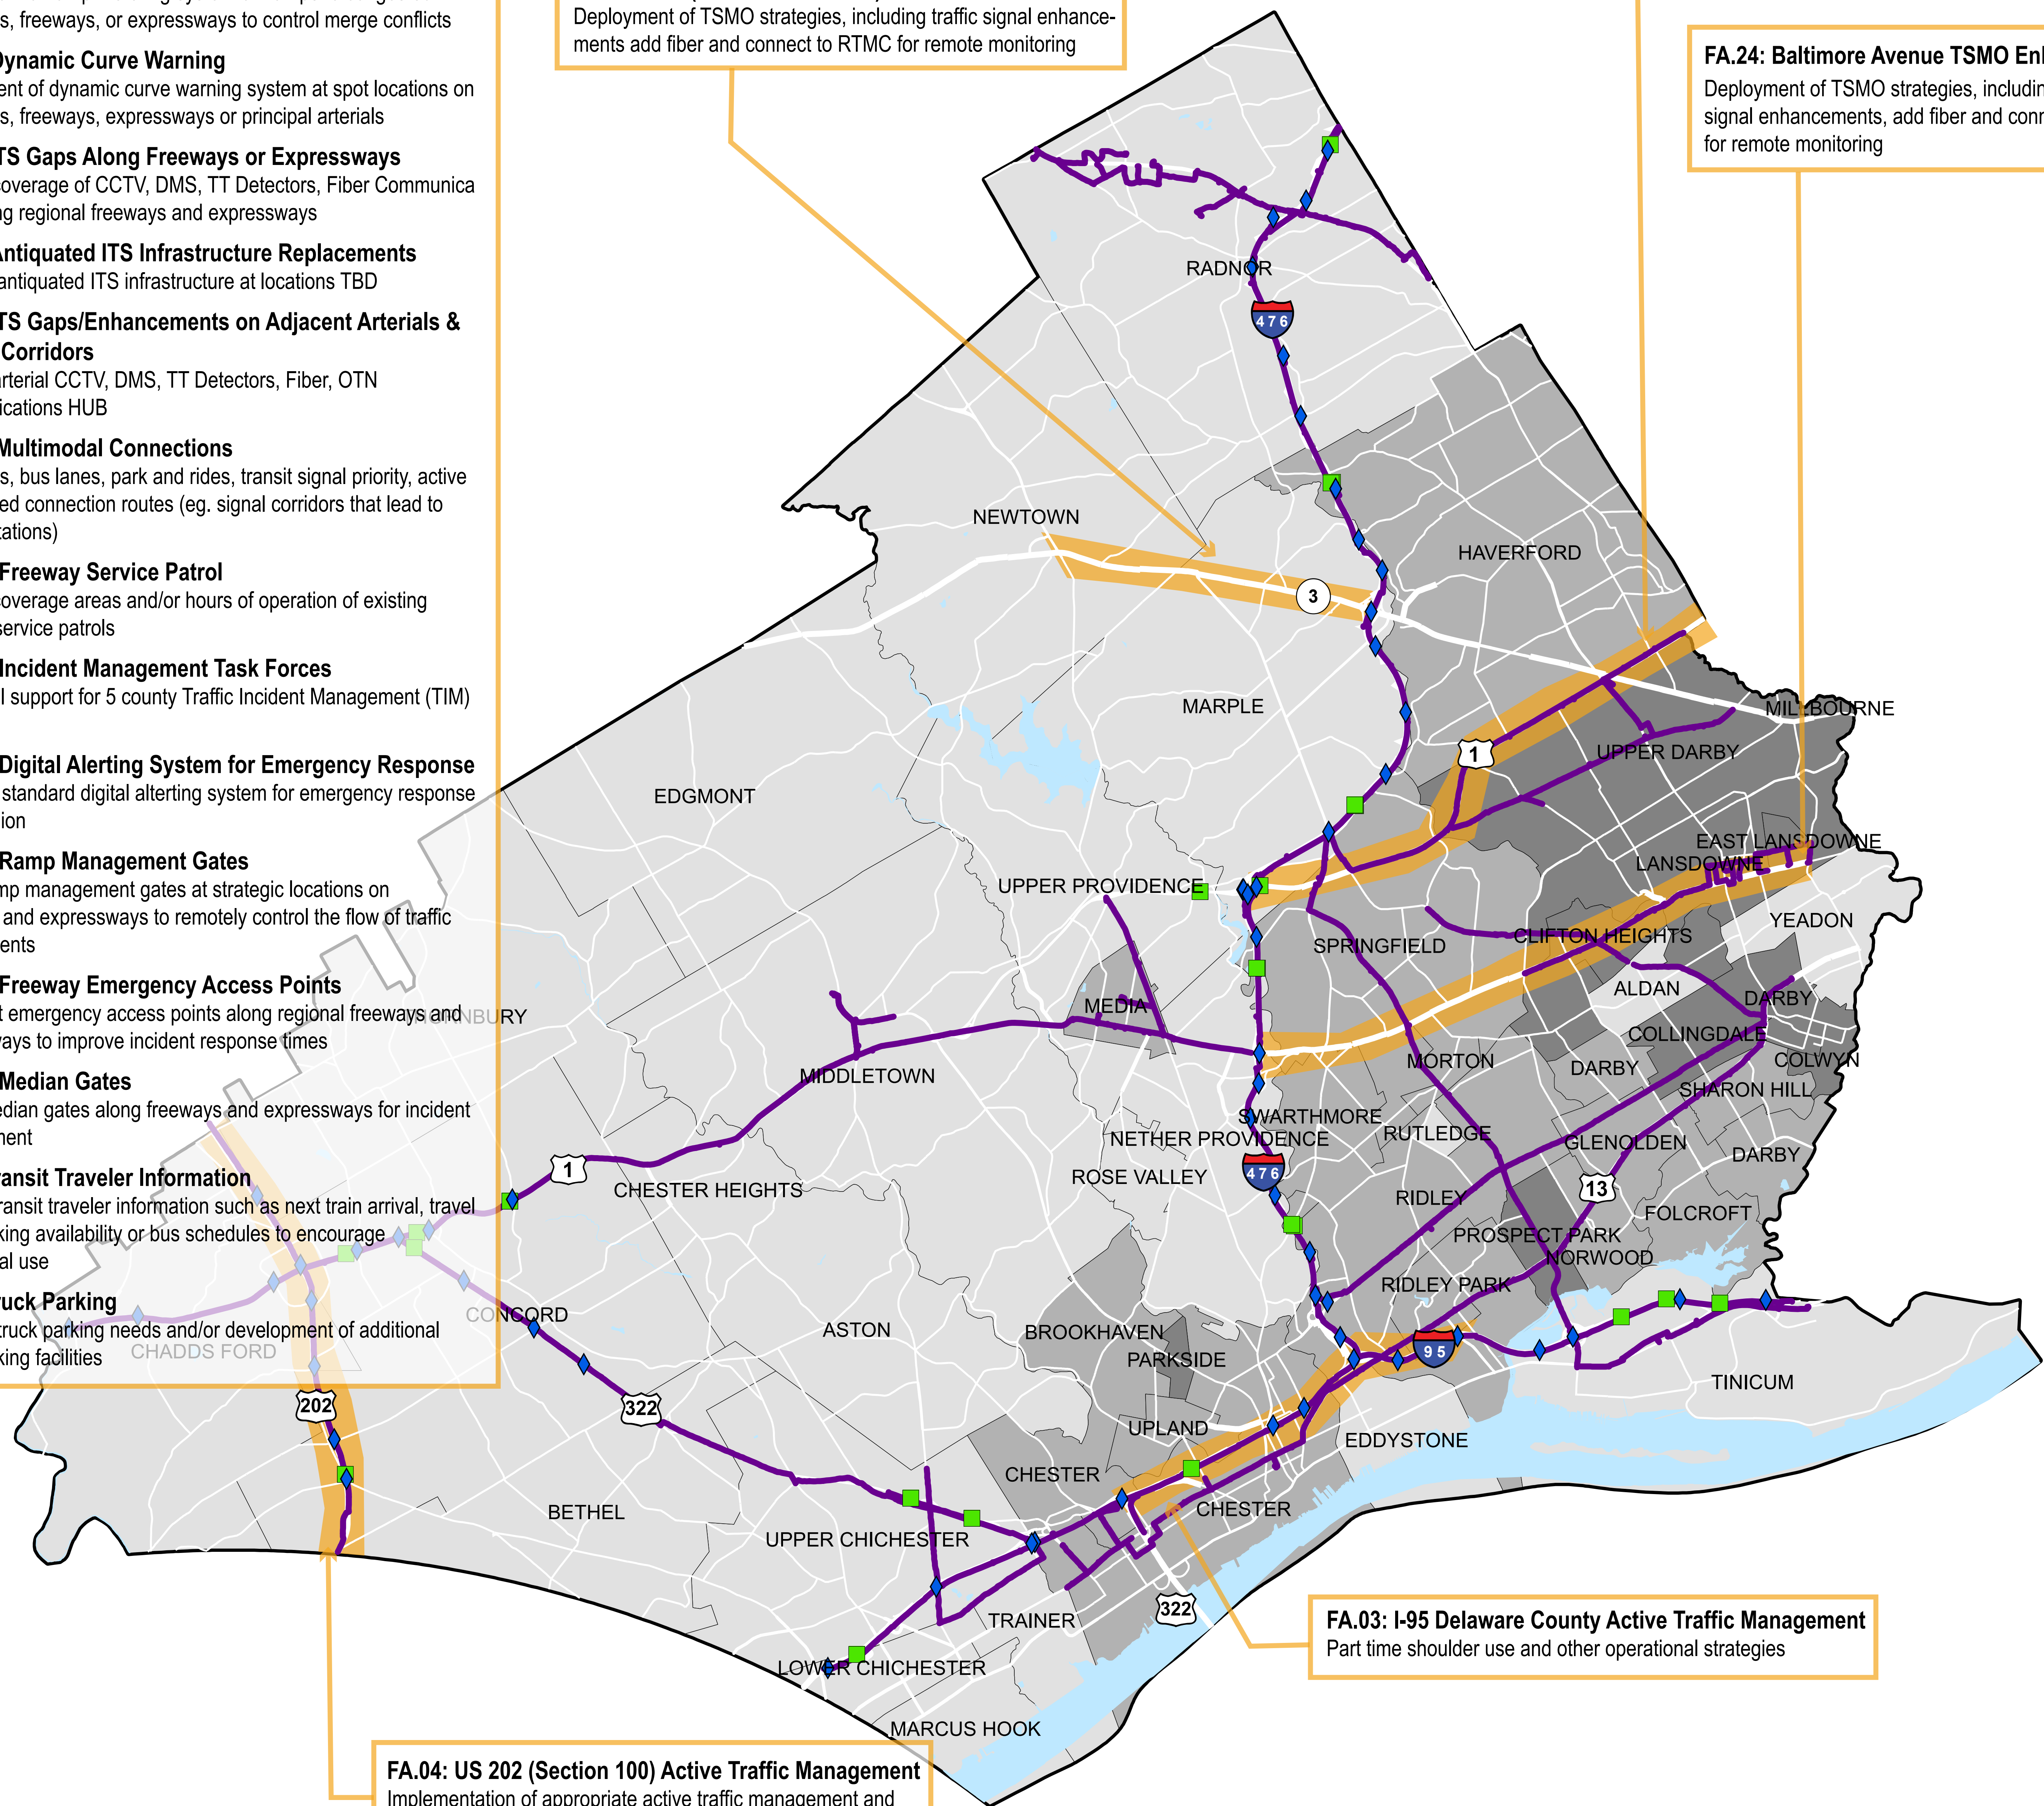 s, freeways, or expressways to control merge conflicts
Dynamic Curve Warning
ent of dynamic curve warning system at spot locations on
s, freeways, expressways or principal arterials
TS Gaps Along Freeways or Expressways
overage of CCTV, DMS, TT Detectors, Fiber Communica
ng regional freeways and expressways
Antiquated ITS Infrastructure Replacements
antiquated ITS infrastructure at locations TBD
TS Gaps/Enhancements on Adjacent Arterials &
Corridors
arterial CCTV, DMS, TT Detectors, Fiber, OTN
ications HUB
Multimodal Connections
s, bus lanes, park and rides, transit signal priority, active
ed connection routes (eg. signal corridors that lead to
tations)
Freeway Service Patrol
coverage areas and/or hours of operation of existing
service patrols
Incident Management Task Forces
l support for 5 county Traffic Incident Management (TIM)
Digital Alerting System for Emergency Response
standard digital alterting system for emergency response
ion
Ramp Management Gates
mp management gates at strategic locations on
and expressways to remotely control the flow of traffic
ents
Freeway Emergency Access Points
t emergency access points along regional freeways and
ways to improve incident response times
Median Gates
edian gates along freeways and expressways for incident
ment
ransit Traveler Information
ransit traveler information such as next train arrival, travel
king availability or bus schedules to encourage
al use
ruck Parking
truck parking needs and/or development of additional
king facilities
Deployment of TSMO strategies, including traffic signal enhance-
ments add fiber and connect to RTMC for remote monitoring
FA.24: Baltimore Avenue TSMO Enh
Deployment of TSMO strategies, includin
signal enhancements, add fiber and conn
for remote monitoring
RADNOR
476
NEWTOWN
HAVERFORD
3
MARPLE
MILLBOURNE
1
UPPER DARBY
EDGMONT
EAST LANSDOWNE
LANSDOWNE
UPPER PROVIDENCE
YEADON
SPRINGFIELD
CLIFTON HEIGHTS
ALDAN
DARBY
MEDIA
THORNBURY
COLLINGDALE
COLWYN
MORTON
DARBY
MIDDLETOWN
SHARON HILL
SWARTHMORE
RUTLEDGE
NETHER PROVIDENCE
GLENOLDEN
DARBY
1
476
ROSE VALLEY
CHESTER HEIGHTS
RIDLEY
13
FOLCROFT
PROSPECT PARK
NORWOOD
RIDLEY PARK
CONCORD
ASTON
BROOKHAVEN
95
CHADDS FORD
PARKSIDE
TINICUM
202
322
UPLAND
EDDYSTONE
CHESTER
CHESTER
BETHEL
UPPER CHICHESTER
322
TRAINER
LOWER CHICHESTER
MARCUS HOOK
FA.03: I-95 Delaware County Active Traffic Management
Part time shoulder use and other operational strategies
FA.04: US 202 (Section 100) Active Traffic Management
Implementation of appropriate active traffic management and